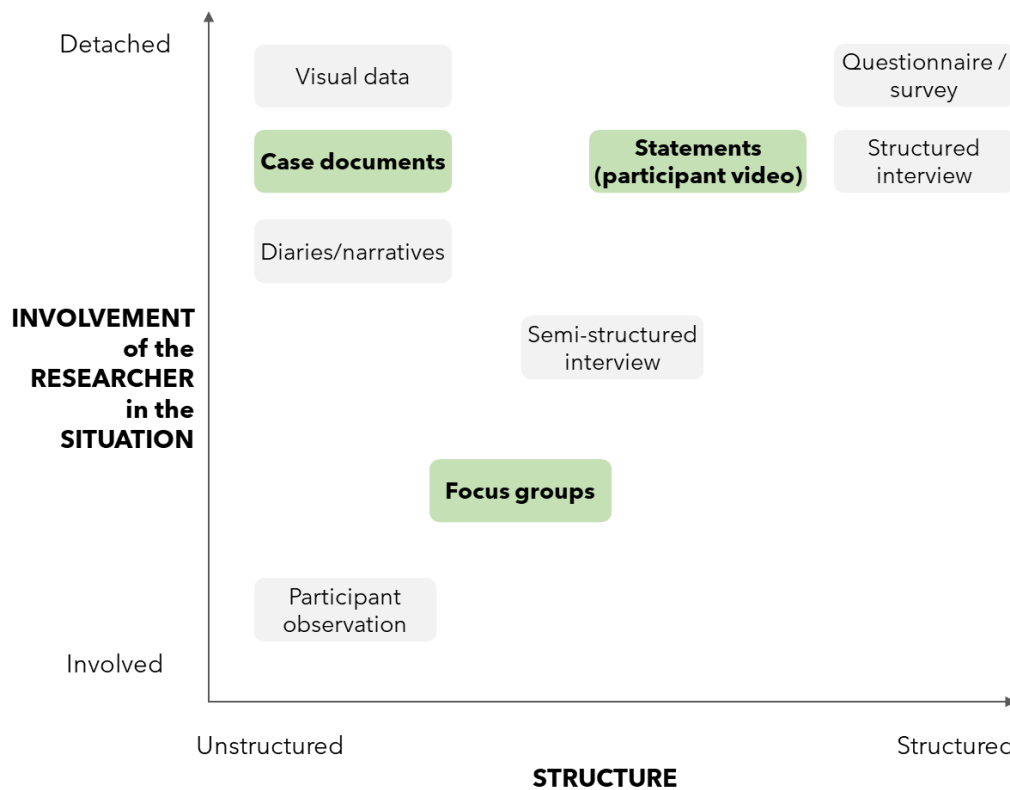 Detached
Visual data
Questionnaire /
survey
Case documents
Statements
(participant video)
Structured
interview
Diaries/narratives
INVOLVEMENT
of the
RESEARCHER
in the
SITUATION
Semi-structured
interview
Focus groups
Participant
observation
Involved
Unstructured
Structured
STRUCTURE